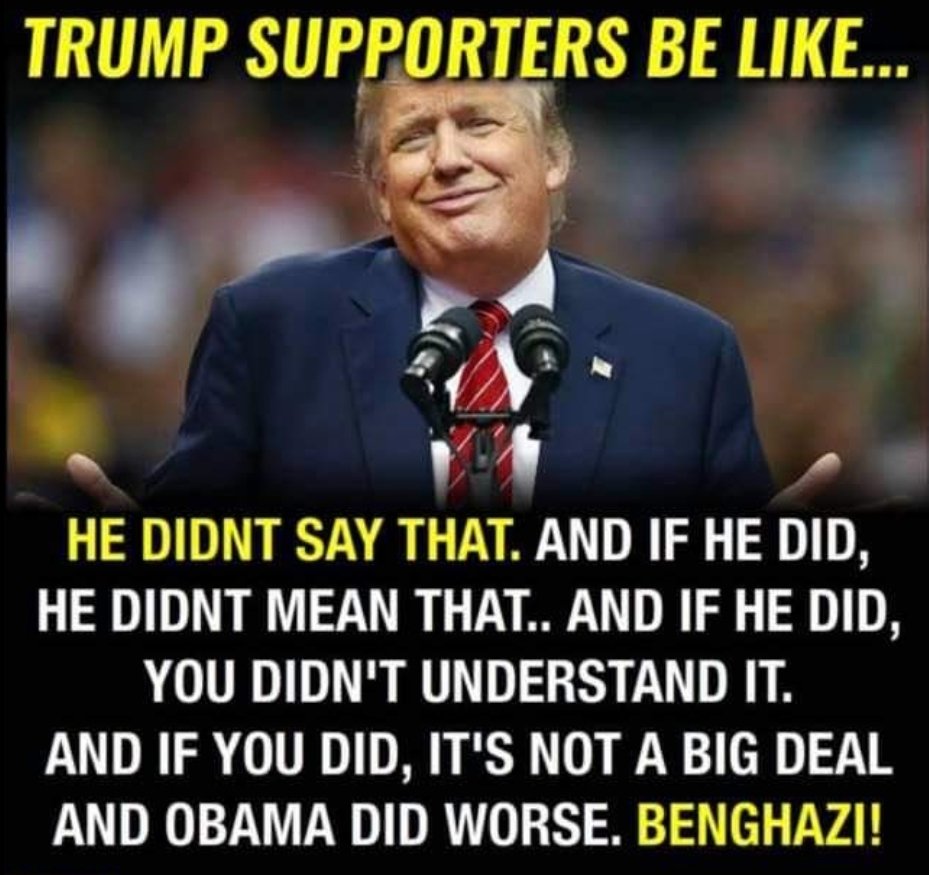 TRUMP SUPPORTERS BE LIKE...
HE DIDNT SAY THAT. AND IF HE DID,
HE DIDNT MEAN THAT.. AND IF HE DID,
YOU DIDN'T UNDERSTAND IT.
AND IF YOU DID, IT'S NOT A BIG DEAL
AND OBAMA DID WORSE. BENGHAZI!